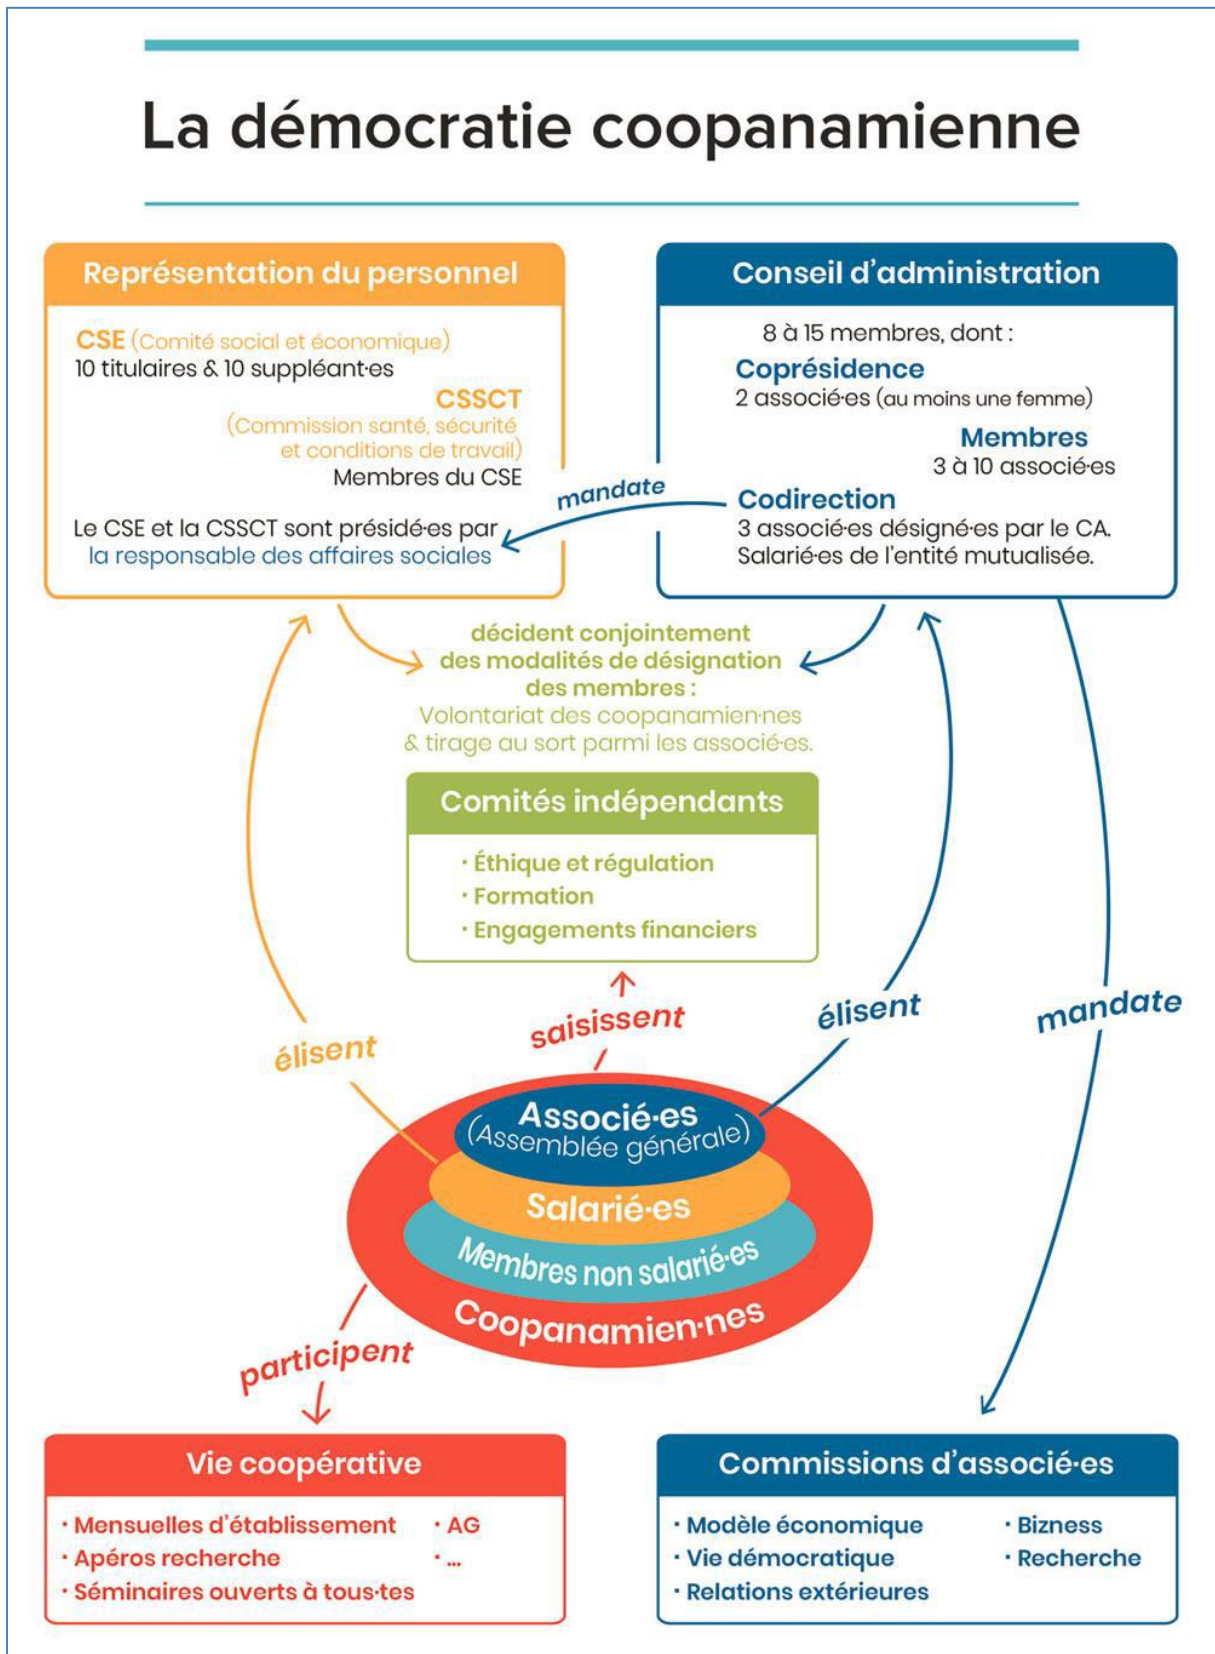 La démocratie coopanamienne
Représentation du personnel
CSE (Comité social et économique)
10 titulaires & 10 suppléant·es
CSSCT
(Commission santé, sécurité
et conditions de travail)
Membres du CSE
Le CSE et la CSSCT sont présidé·es par
la responsable des affaires sociales
mandate
Conseil d’administration
8 à 15 membres, dont :
Coprésidence
2 associé·es (au moins une femme)
Membres
3 à 10 associé·es
Codirection
3 associé·es désigné·es par le CA.
Salarié·es de l’entité mutualisée.
décident conjointement
des modalités de désignation
des membres :
Volontariat des coopanamien·nes
& tirage au sort parmi les associé·es.
Comités indépendants
· Éthique et régulation
· Formation
· Engagements financiers
élisent
saisissent
élisent
mandate
Associé·es
(Assemblée générale)
Salarié·es
Membres non salarié·es
Coopanamien·nes
participent
Vie coopérative
· Mensuelles d’établissement
· Apéros recherche
· Séminaires ouverts à tous·tes
· AG
· ...
Commissions d’associé·es
· Modèle économique
· Vie démocratique
· Relations extérieures
· Bizness
· Recherche